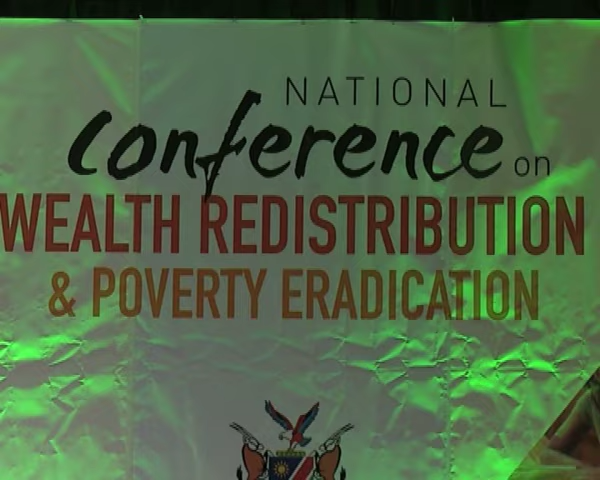 NATIONAL
conference on
WEALTH REDISTRIBUTION
& POVERTY ERADICATION